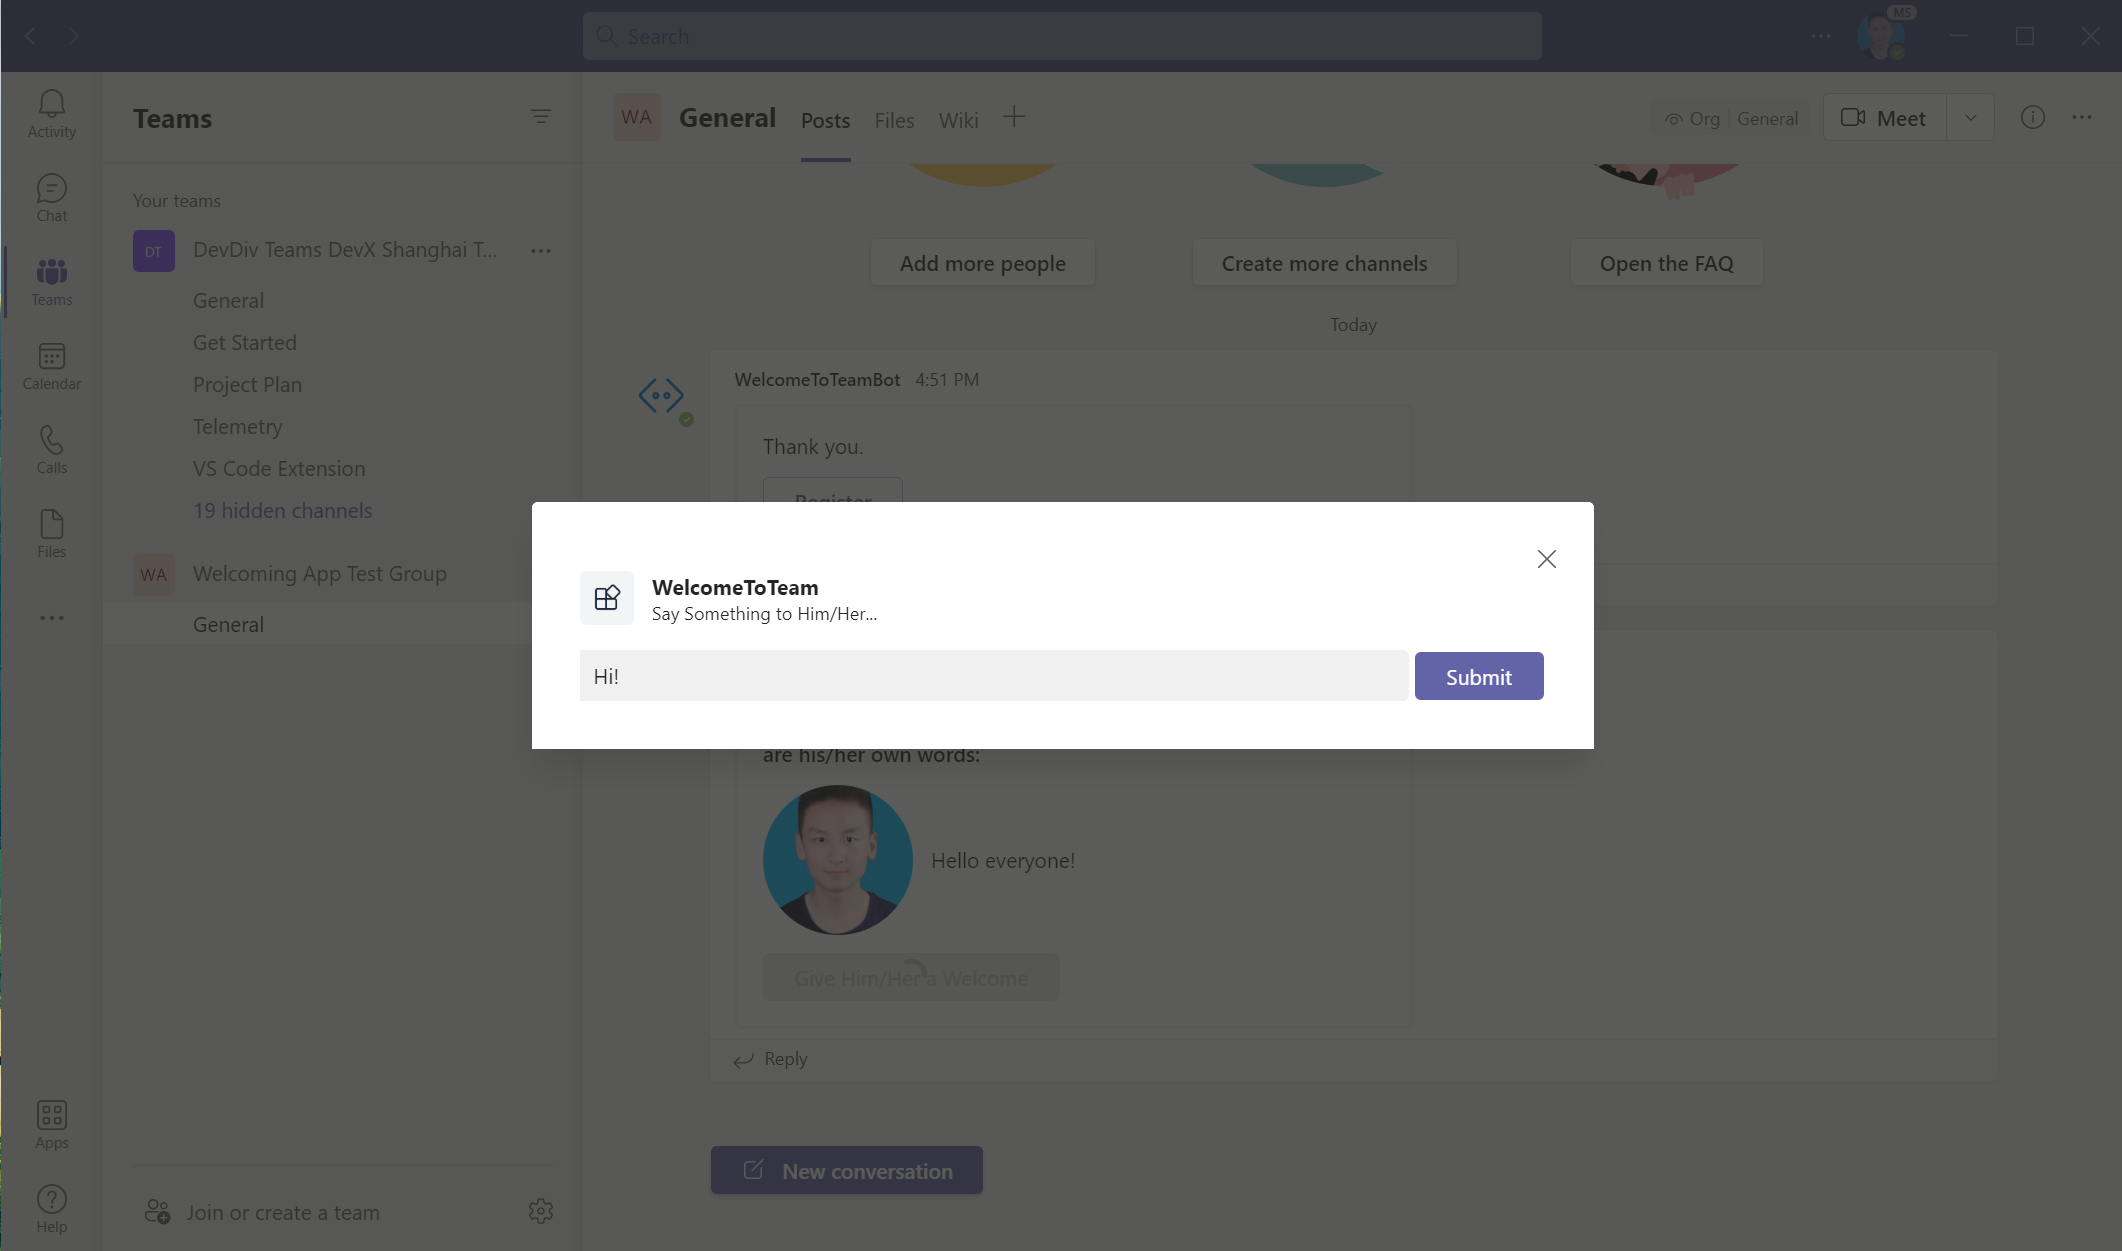 Search
MS
Activity
Chat
Teams
Calendar
Calls
Files
Apps
Help
Teams
Your teams
DT DevDiv Teams DevX Shanghai T...
General
Get Started
Project Plan
Telemetry
VS Code Extension
19 hidden channels
WA Welcoming App Test Group
General
Join or create a team
WA General Posts Files Wiki
Org General
Meet
Add more people
Create more channels
Open the FAQ
Today
WelcomeToTeamBot 4:51 PM
Thank you.
Register
WelcomeToTeam
Say Something to Him/Her...
Hi!
Submit
are his/her own words:
Hello everyone!
Give Him/Her a Welcome
Reply
New conversation